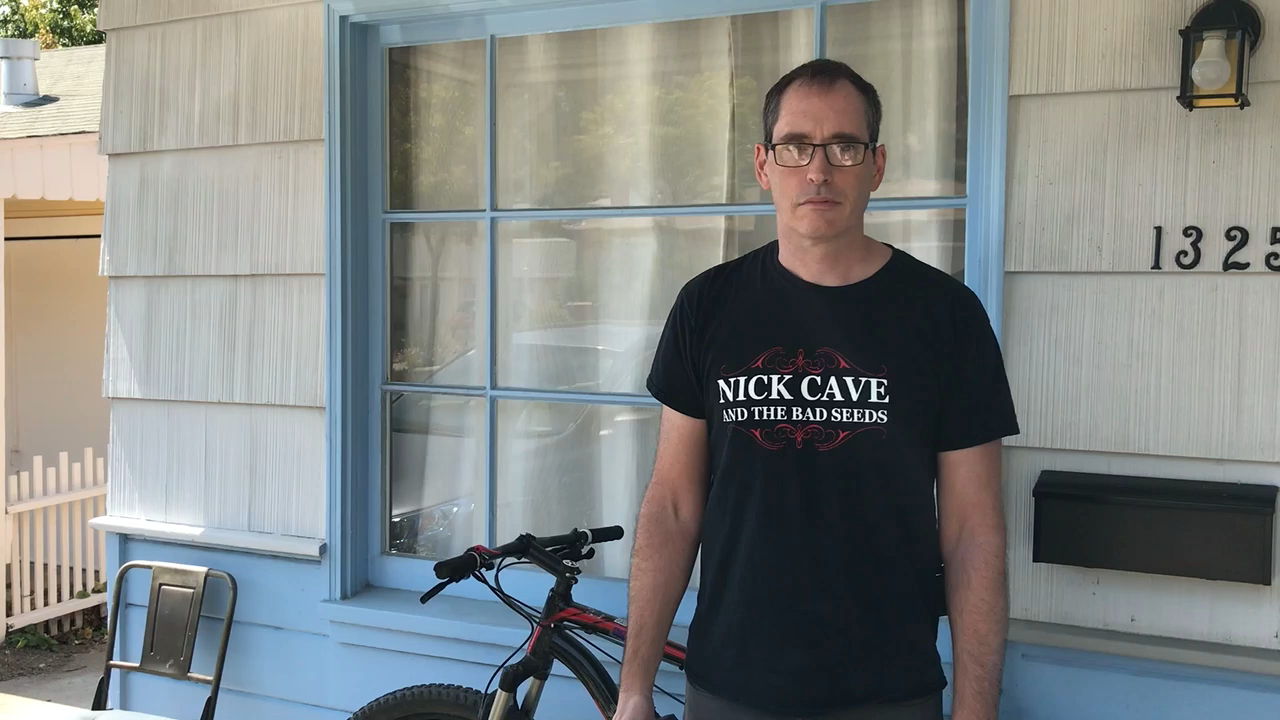 1325
NICK CAVE
AND THE BAD SEEDS